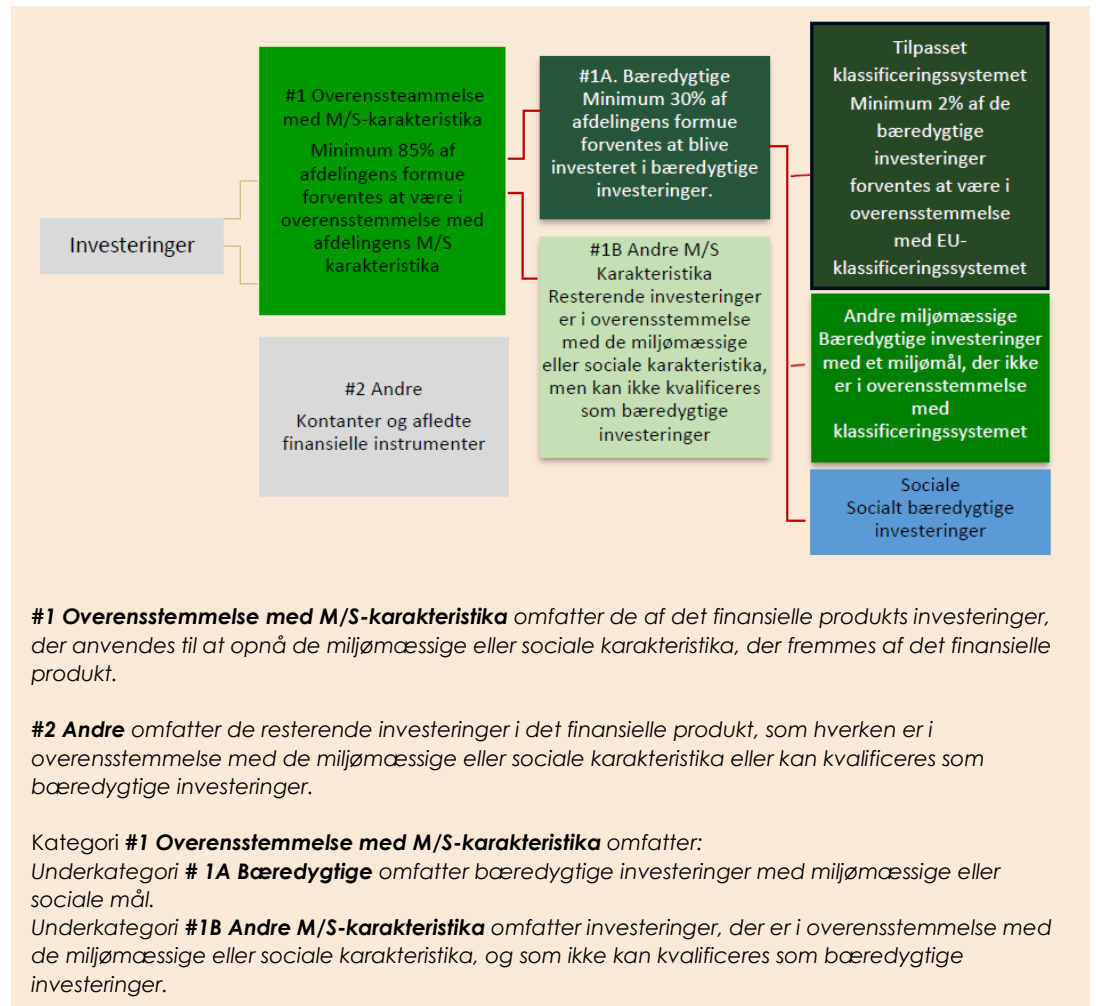 Investeringer
#1 Overenssteammelse
med M/S-karakteristika
Minimum 85% af
afdelingens formue
forventes at være i
overensstemmelse med
afdelingens M/S
karakteristika
#2 Andre
Kontanter og afledte
finansielle instrumenter
#1A. Bæredygtige
Minimum 30% af
afdelingens formue
forventes at blive
investeret i bæredygtige
investeringer.
#1B Andre M/S
Karakteristika
Resterende investeringer
er i overensstemmelse
med de miljømæssige
eller sociale karakteristika,
men kan ikke kvalificeres
som bæredygtige
investeringer
Tilpasset
klassificeringssystemet
Minimum 2% af de
bæredygtige
investeringer
forventes at være i
overensstemmelse
med EU-
klassificeringssystemet
Andre miljømæssige
Bæredygtige investeringer
med et miljømål, der ikke
er i overensstemmelse
med
klassificeringssystemet
Sociale
Socialt bæredygtige
investeringer
#1 Overensstemmelse med M/S-karakteristika omfatter de af det finansielle produkts investeringer,
der anvendes til at opnå de miljømæssige eller sociale karakteristika, der fremmes af det finansielle
produkt.
#2 Andre omfatter de resterende investeringer i det finansielle produkt, som hverken er i
overensstemmelse med de miljømæssige eller sociale karakteristika eller kan kvalificeres som
bæredygtige investeringer.
Kategori #1 Overensstemmelse med M/S-karakteristika omfatter:
Underkategori # 1A Bæredygtige omfatter bæredygtige investeringer med miljømæssige eller
sociale mål.
Underkategori #1B Andre M/S-karakteristika omfatter investeringer, der er i overensstemmelse med
de miljømæssige eller sociale karakteristika, og som ikke kan kvalificeres som bæredygtige
investeringer.